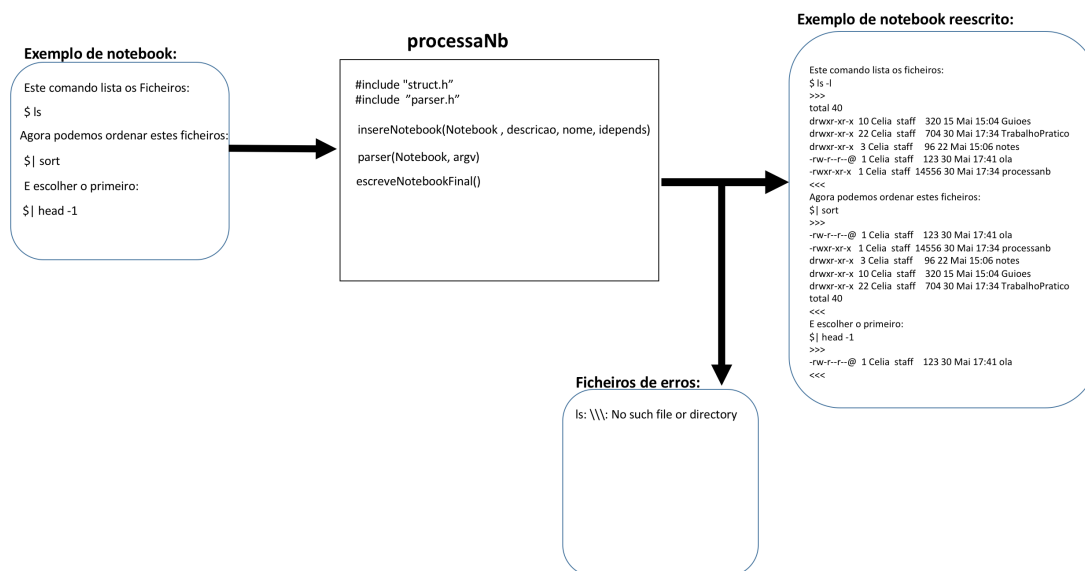 Exemplo de notebook:
Este comando lista os Ficheiros:
$ ls
Agora podemos ordenar estes ficheiros:
$| sort
E escolher o primeiro:
$| head -1
processaNb
#include "struct.h”
#include ”parser.h”
insereNotebook(Notebook , descricao, nome, idepends)
parser(Notebook, argv)
escreveNotebookFinal()
Exemplo de notebook reescrito:
Este comando lista os ficheiros:
$ ls -l
>>>
total 40
drwxr-xr-x 10 Celia staff 320 15 Mai 15:04 Guioes
drwxr-xr-x 22 Celia staff 704 30 Mai 17:34 TrabalhoPratico
drwxr-xr-x 3 Celia staff 96 22 Mai 15:06 notes
-rw-r--r--@ 1 Celia staff 123 30 Mai 17:41 ola
-rwxr-xr-x 1 Celia staff 14556 30 Mai 17:34 processanb
<<<
Agora podemos ordenar estes ficheiros:
$| sort
>>>
-rw-r--r--@ 1 Celia staff 123 30 Mai 17:41 ola
-rwxr-xr-x 1 Celia staff 14556 30 Mai 17:34 processanb
drwxr-xr-x 3 Celia staff 96 22 Mai 15:06 notes
drwxr-xr-x 10 Celia staff 320 15 Mai 15:04 Guioes
drwxr-xr-x 22 Celia staff 704 30 Mai 17:34 TrabalhoPratico
total 40
<<<
E escolher o primeiro:
$| head -1
>>>
-rw-r--r--@ 1 Celia staff 123 30 Mai 17:41 ola
<<<
Ficheiros de erros:
ls: \\\: No such file or directory